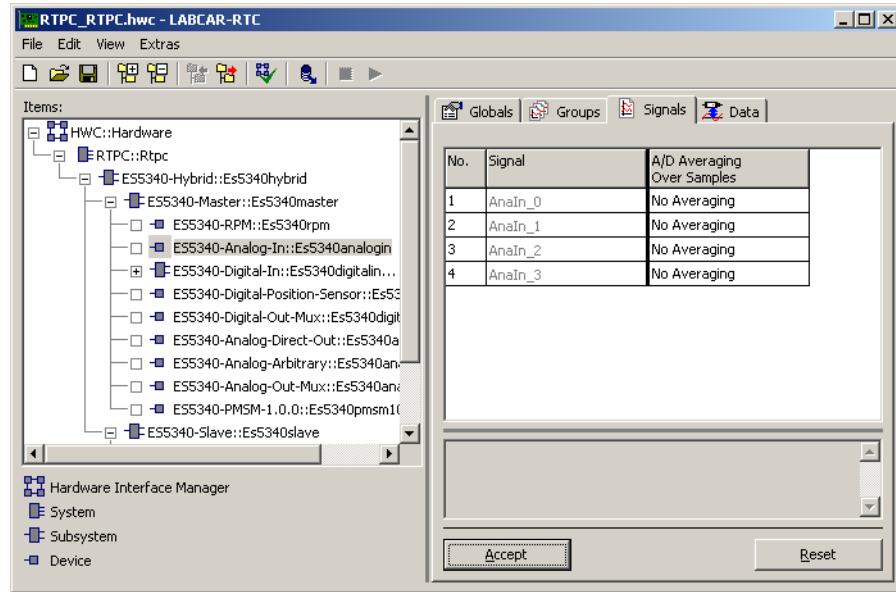 RTPC_RTPC.hwc - LABCAR-RTC
File Edit View Extras
Items:
HWC::Hardware
RTPC::Rtpc
ES5340-Hybrid::Es5340hybrid
ES5340-Master::Es5340master
ES5340-RPM::Es5340rpm
ES5340-Analog-In::Es5340analogin
ES5340-Digital-In::Es5340digitalin...
ES5340-Digital-Position-Sensor::Es53
ES5340-Digital-Out-Mux::Es5340digit
ES5340-Analog-Direct-Out::Es5340a
ES5340-Analog-Arbitrary::Es5340an
ES5340-Analog-Out-Mux::Es5340ana
ES5340-PMSM-1.0.0::Es5340pmsm10
ES5340-Slave::Es5340slave
Hardware Interface Manager
System
Subsystem
Device
Globals Groups Signals Data
No. Signal A/D Averaging
Over Samples
1 AnaIn_0 No Averaging
2 AnaIn_1 No Averaging
3 AnaIn_2 No Averaging
4 AnaIn_3 No Averaging
Accept Reset